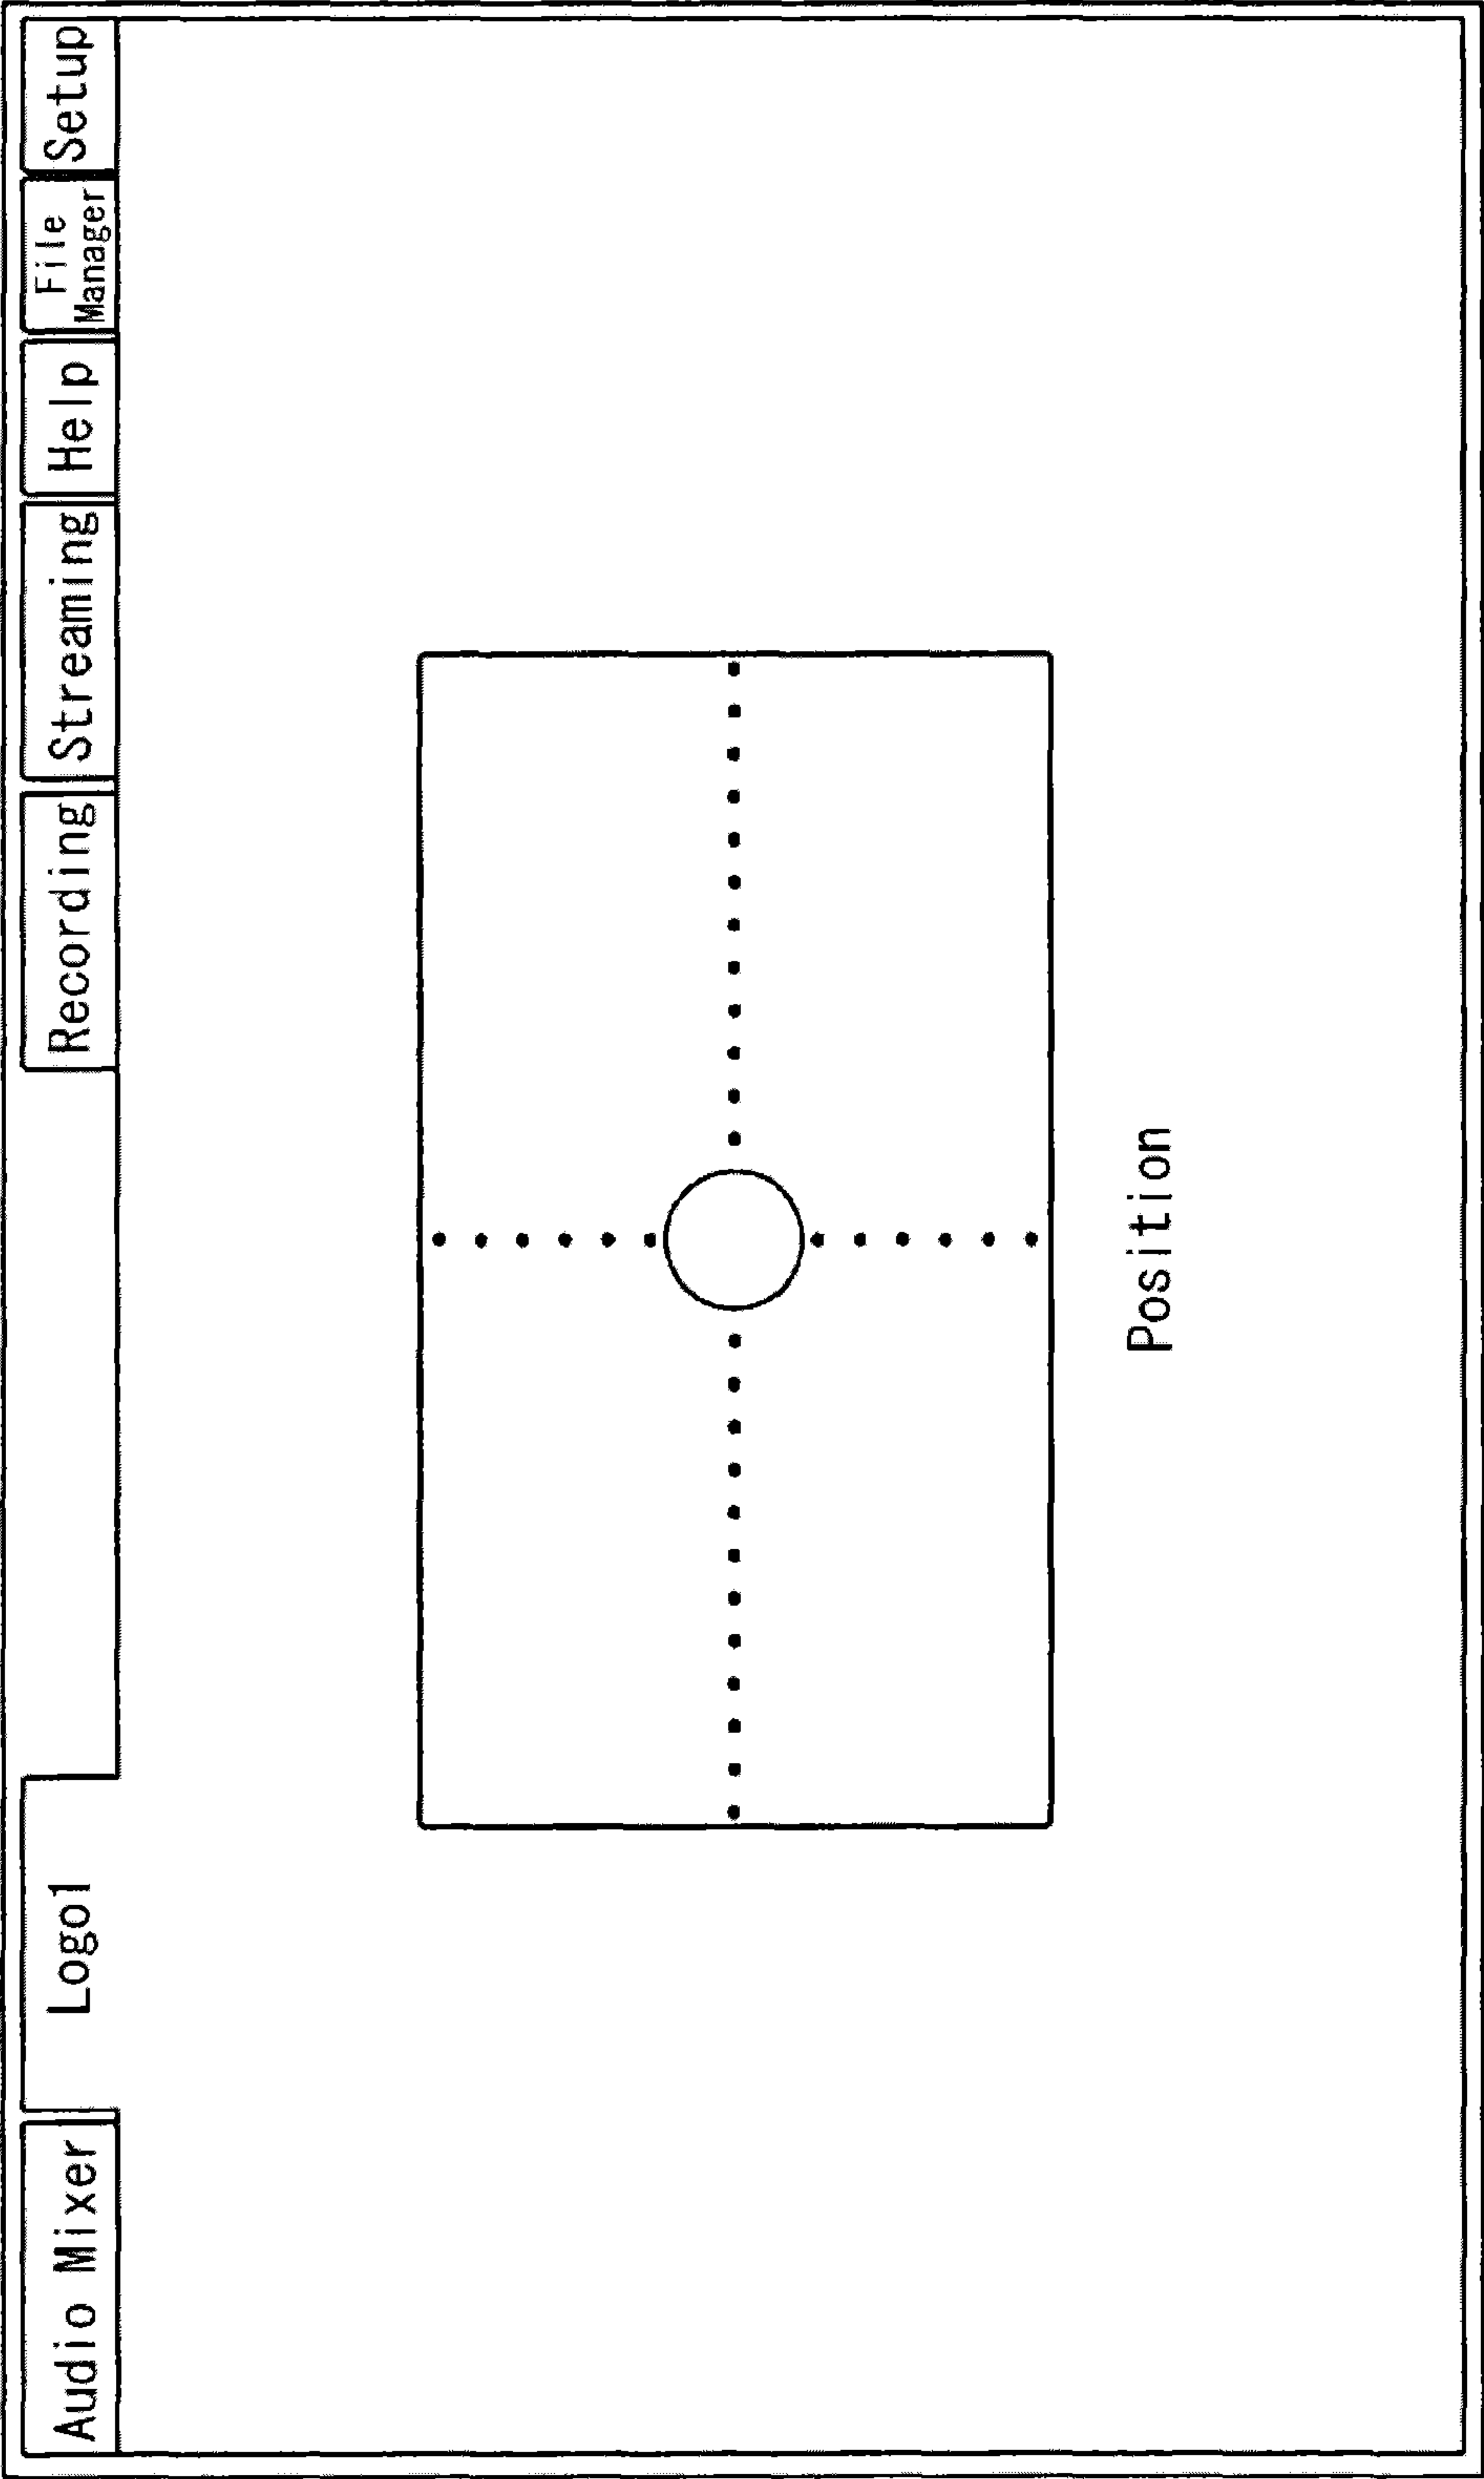 Audio Mixer
Logo1
Recording
Streaming
Help
File
Manager
Setup
Position